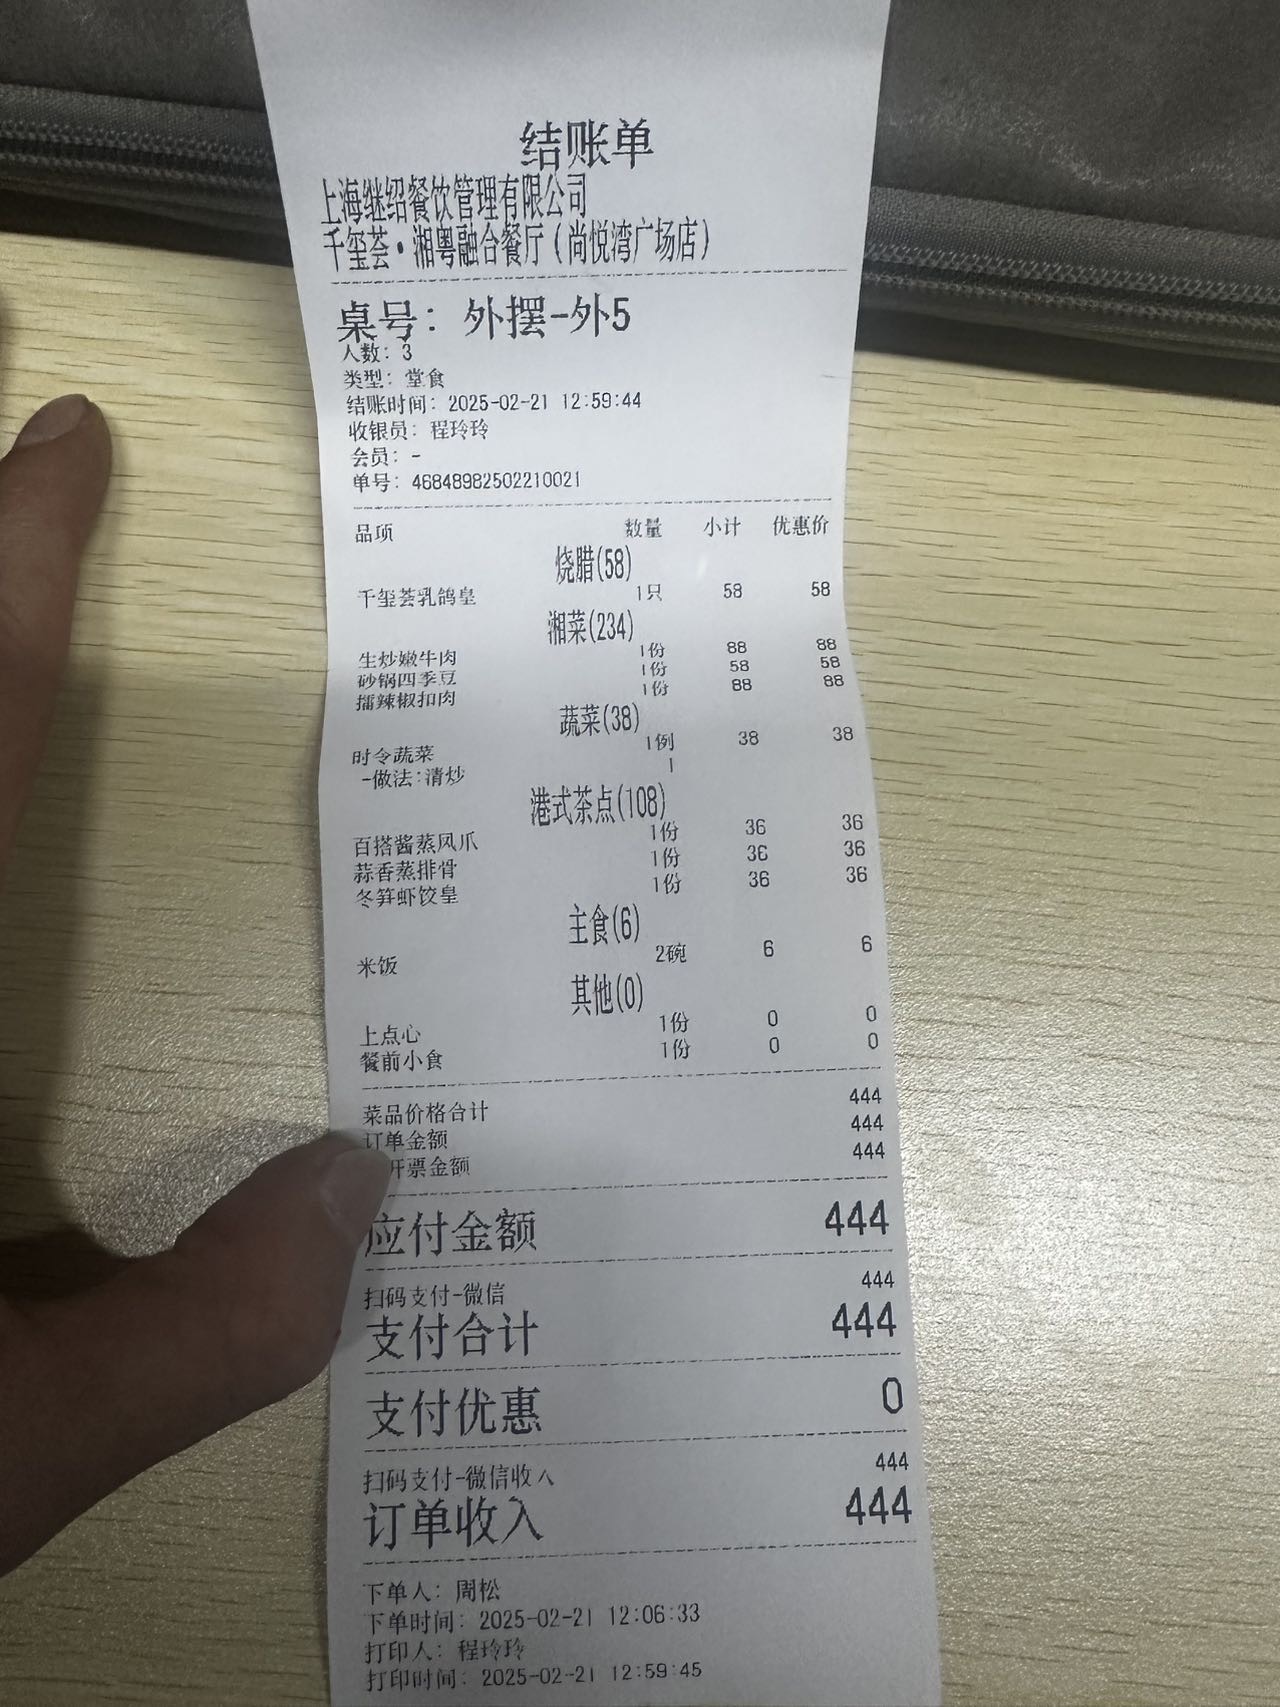 结账单
上海继绍餐饮管理有限公司
千玺荟·湘粤融合餐厅(尚悦湾广场店)
桌号: 外摆-外5
人数: 3
类型: 堂食
结账时间: 2025-02-21 12:59:44
收银员: 程玲玲
会员: -
单号: 46848982502210021
品项 数量 小计 优惠价
烧腊(58)
千玺荟乳鸽皇 1只 58 58
湘菜(234)
生炒嫩牛肉 1份 88 88
砂锅四季豆 1份 58 58
擂辣椒扣肉 1份 88 88
蔬菜(38)
时令蔬菜 1例 38 38
-做法:清炒 1
港式茶点(108)
百搭酱蒸凤爪 1份 36 36
蒜香蒸排骨 1份 36 36
冬笋虾饺皇 1份 36 36
主食(6)
米饭 2碗 6 6
其他(0)
上点心 1份 0 0
餐前小食 1份 0 0
菜品价格合计 444
订单金额 444
开票金额 444
应付金额 444
扫码支付-微信 444
支付合计 444
支付优惠 0
扫码支付-微信收入 444
订单收入 444
下单人: 周松
下单时间: 2025-02-21 12:06:33
打印人: 程玲玲
打印时间: 2025-02-21 12:59:45